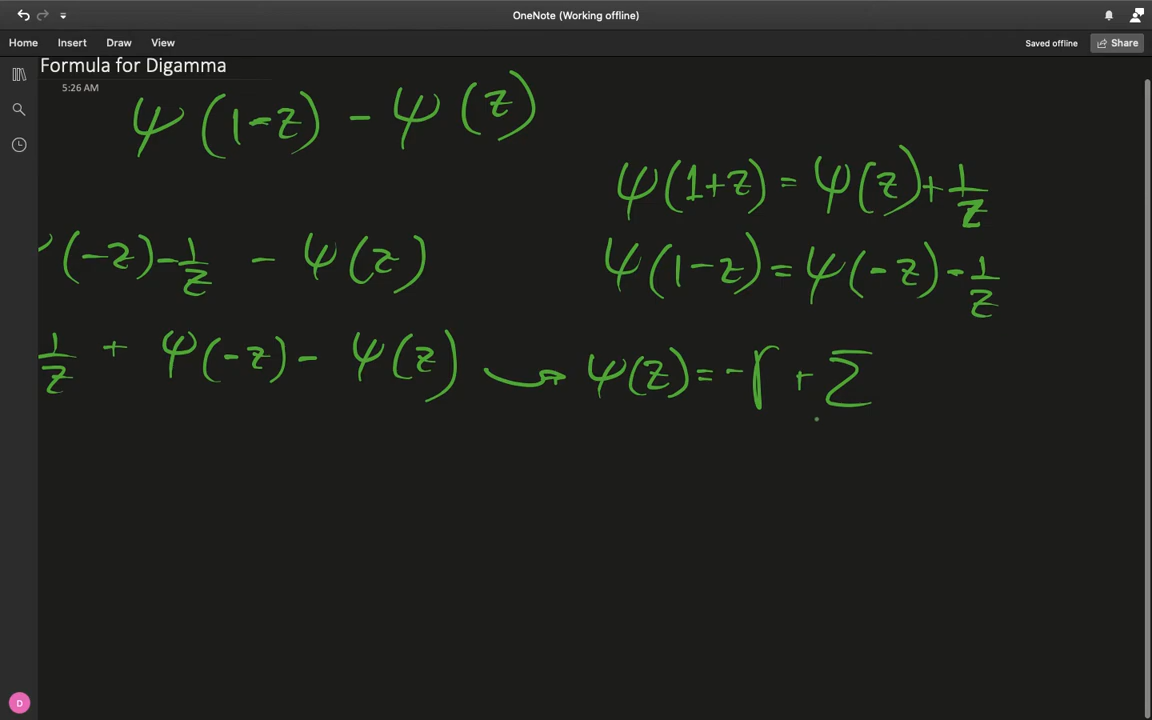 OneNote (Working offline)
Home Insert Draw View
Saved offline Share
Formula for Digamma
5:26 AM
ψ(1-z) - ψ(z)
ψ(1+z) = ψ(z) + 1/z
ψ(-z) - 1/z - ψ(z)
ψ(1-z) = ψ(-z) - 1/z
1/z + ψ(-z) - ψ(z) → ψ(z) = -γ + Σ
D